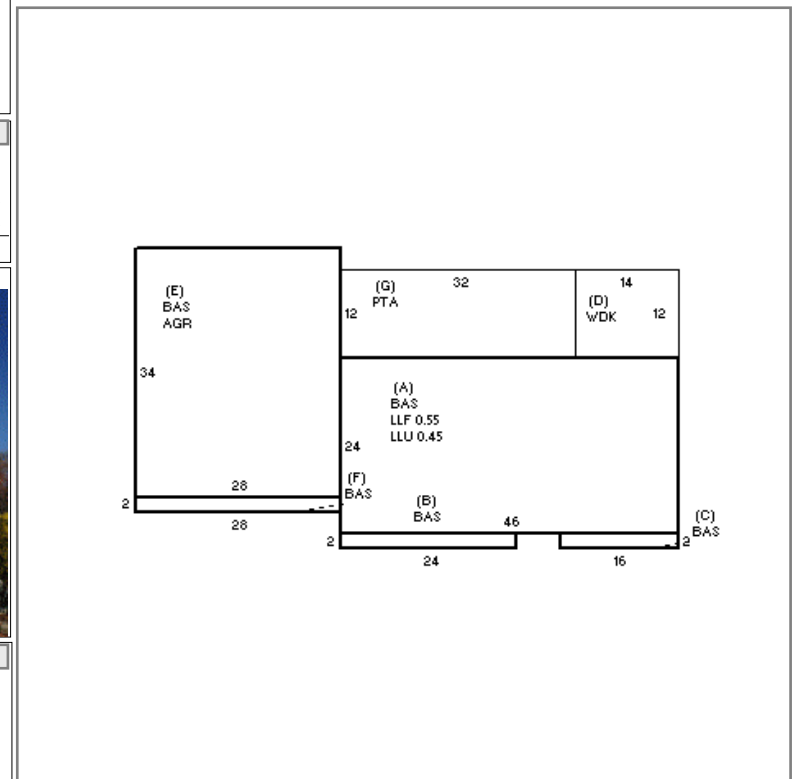 (E)
BAS
AGR
34
28
2
28
(G)
PTA
32
12
14
(D)
WDK
12
(A)
BAS
LLF 0.55
LLU 0.45
24
(F)
BAS
(B)
BAS
46
2
24
16
(C)
BAS
2